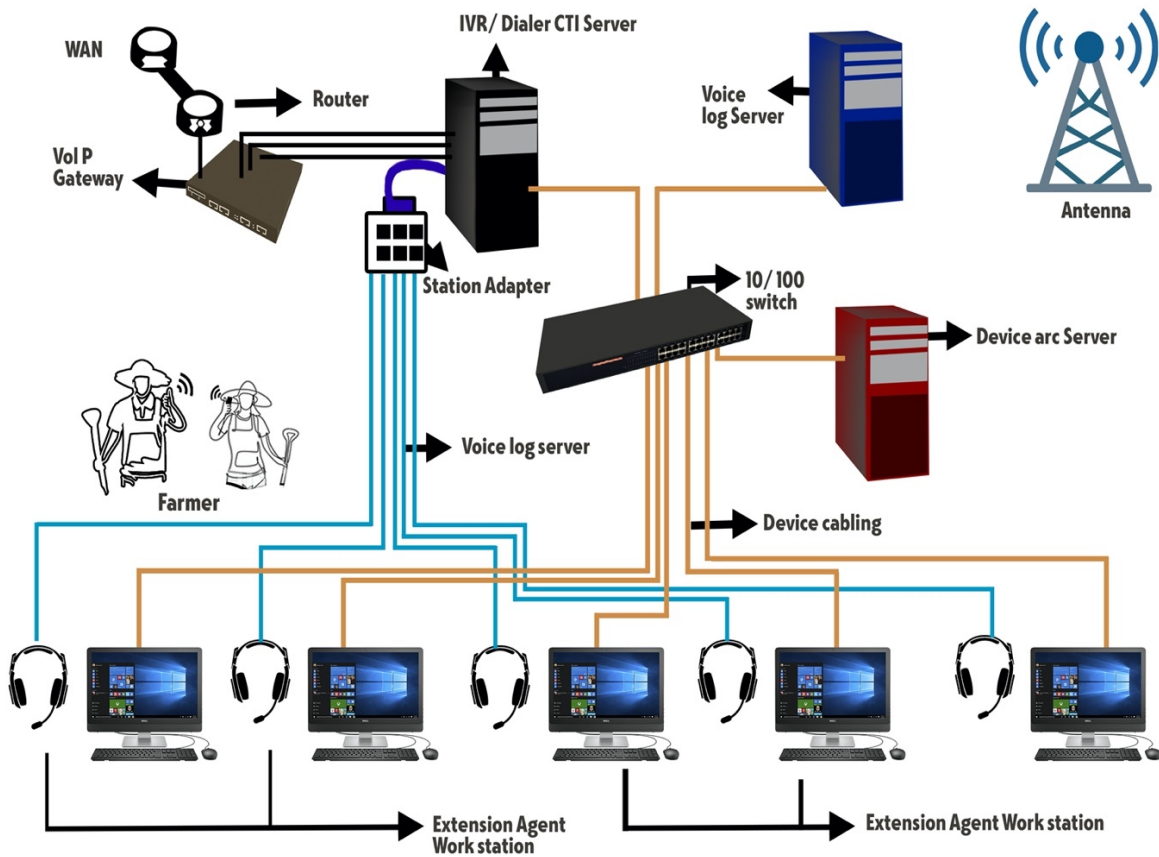 IVR/ Dialer CTI Server
WAN
Router
Voice
log Server
Vol P
Gateway
Antenna
Station Adapter
10/ 100
switch
Device arc Server
Voice log server
Farmer
Device cabling
Extension Agent
Work station
Extension Agent Work station